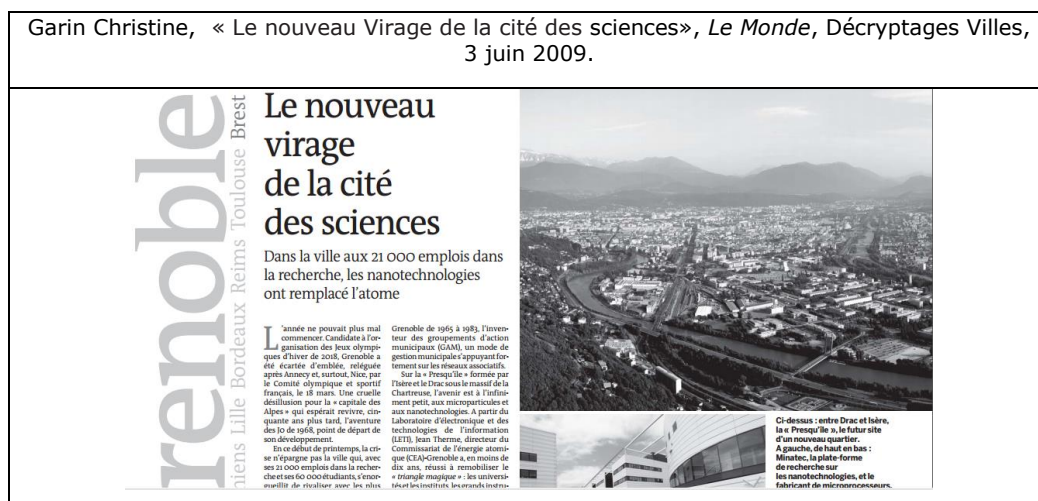 Garin Christine, « Le nouveau Virage de la cité des sciences», Le Monde, Décryptages Villes,
3 juin 2009.
renoble
iens Lille Bordeaux Reims Toulouse Brest
Le nouveau
virage
de la cité
des sciences
Dans la ville aux 21 000 emplois dans
la recherche, les nanotechnologies
ont remplacé l'atome
L'année ne pouvait plus mal
commencer. Candidate à l'or-
ganisation des Jeux olympi-
ques d'hiver de 2018, Grenoble a
été écartée d'emblée, reléguée
après Annecy et, surtout, Nice, par
le Comité olympique et sportif
français, le 18 mars. Une cruelle
désillusion pour la « capitale des
Alpes » qui espérait revivre, cin-
quante ans plus tard, l'aventure
des Jo de 1968, point de départ de
son développement.
En ce début de printemps, la cri-
se n'épargne pas la ville qui, avec
ses 21 000 emplois dans la recher-
che et ses 60 000 étudiants, s'enor-
gueillit de rivaliser avec les plus
Grenoble de 1965 à 1983, l'inven-
teur des groupements d'action
municipaux (GAM), un mode de
gestion municipale s'appuyant for-
tement sur les réseaux associatifs.
Sur la « Presqu'île » formée par
l'Isère et le Drac sous le massif de la
Chartreuse, l'avenir est à l'infini-
ment petit, aux microparticules et
aux nanotechnologies. A partir du
Laboratoire d'électronique et des
technologies de l'information
(LETI), Jean Therme, directeur du
Commissariat de l'énergie atomi-
que (CEA)-Grenoble a, en moins de
dix ans, réussi à remobiliser le
« triangle magique » : les universi-
tés et les instituts, les grands instru-
Ci-dessus : entre Drac et Isère,
la « Presqu'île », le futur site
d'un nouveau quartier.
A gauche, de haut en bas :
Minatec, la plate-forme
de recherche sur
les nanotechnologies, et le
fabricant de microprocesseurs,